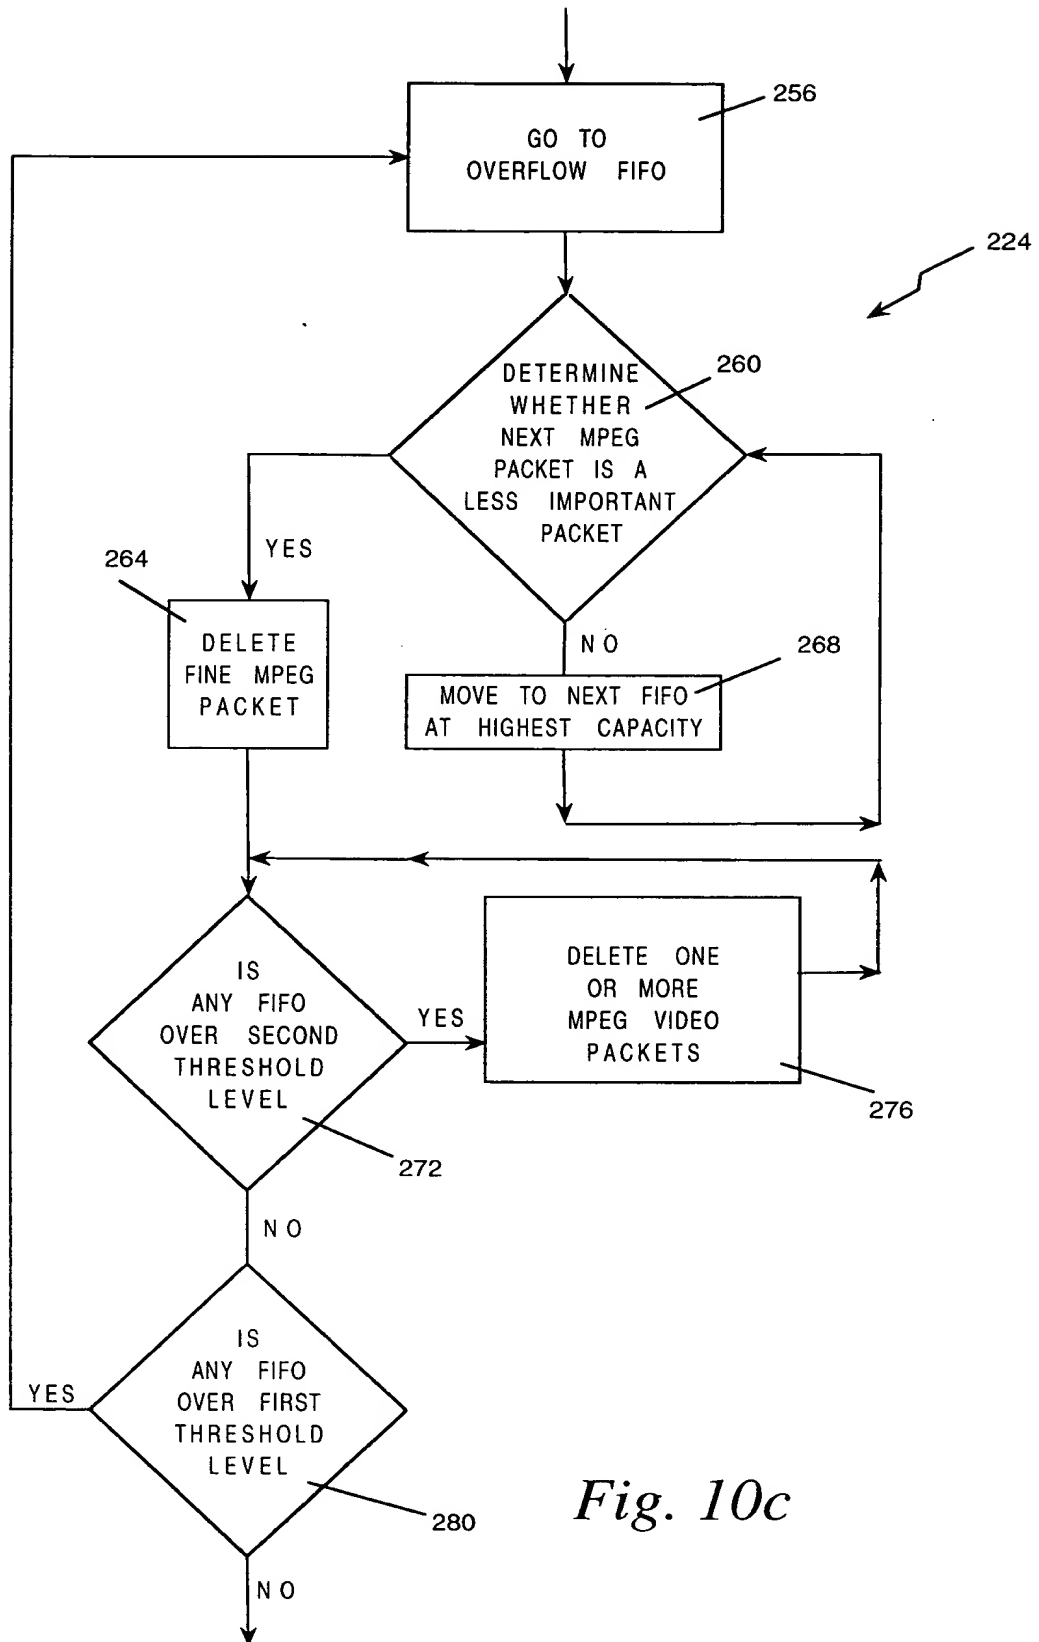 256
GO TO
OVERFLOW FIFO
224
260
DETERMINE
WHETHER
NEXT MPEG
PACKET IS A
LESS IMPORTANT
PACKET
YES
264
NO
268
DELETE
FINE MPEG
PACKET
MOVE TO NEXT FIFO
AT HIGHEST CAPACITY
IS
ANY FIFO
OVER SECOND
THRESHOLD
LEVEL
YES
DELETE ONE
OR MORE
MPEG VIDEO
PACKETS
276
272
NO
IS
ANY FIFO
OVER FIRST
THRESHOLD
LEVEL
YES
280
Fig. 10c
NO